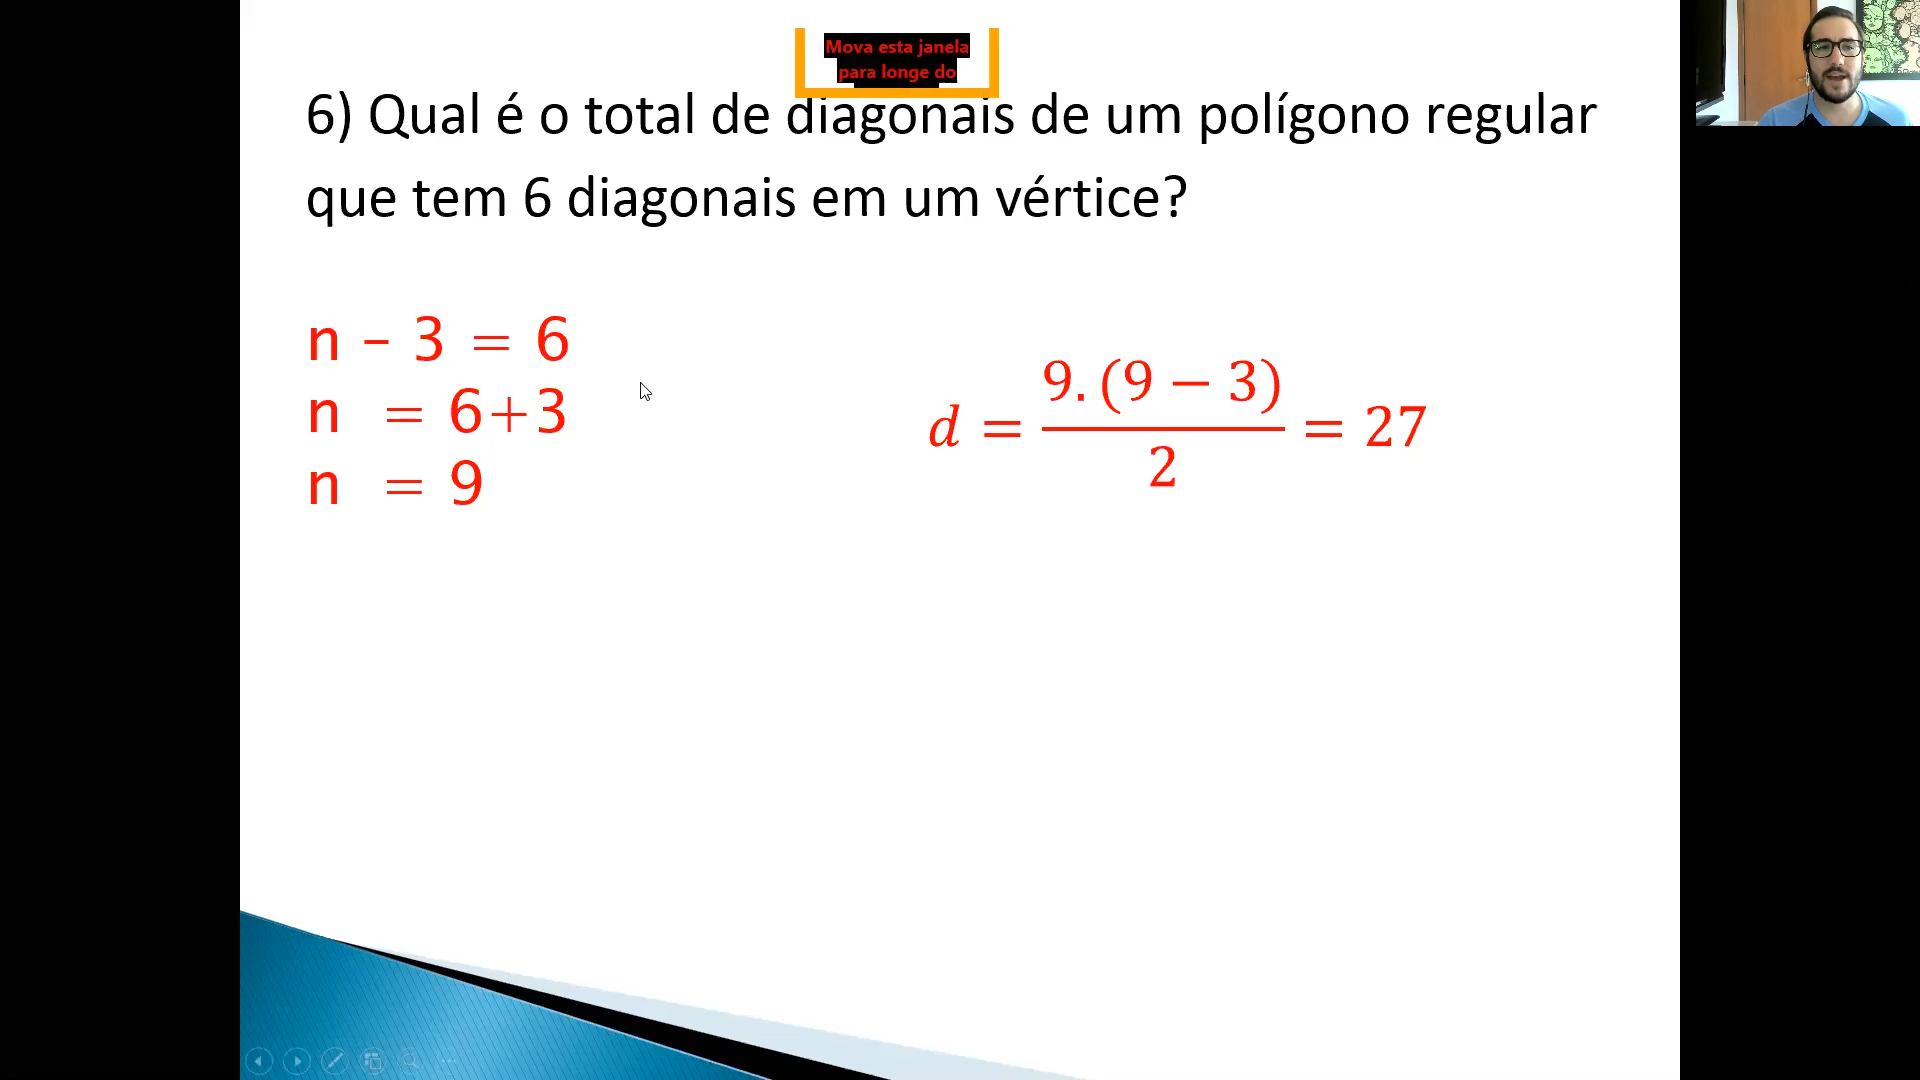 Mova esta janela
para longe do
6) Qual é o total de diagonais de um polígono regular
que tem 6 diagonais em um vértice?
n – 3 = 6
n = 6+3
n = 9
d = 9.(9 − 3)/2 = 27